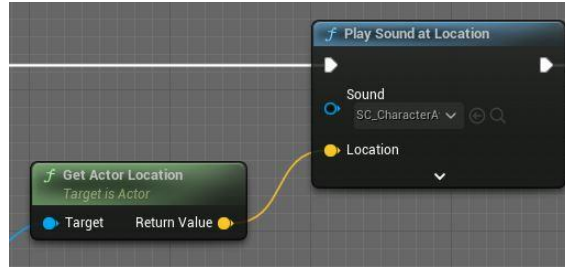 f Play Sound at Location
Sound
SC_CharacterA
Location
f Get Actor Location
Target is Actor
Target Return Value